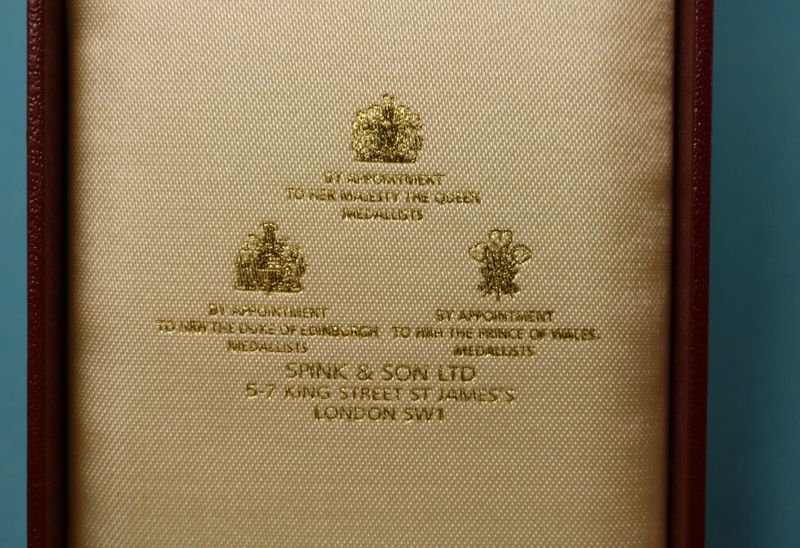 BY APPOINTMENT
TO HER MAJESTY THE QUEEN
MEDALLISTS
BY APPOINTMENT
TO HRH THE DUKE OF EDINBURGH
MEDALLISTS
BY APPOINTMENT
TO HRH THE PRINCE OF WALES
MEDALLISTS
SPINK & SON LTD
5-7 KING STREET ST JAMES'S
LONDON SW1